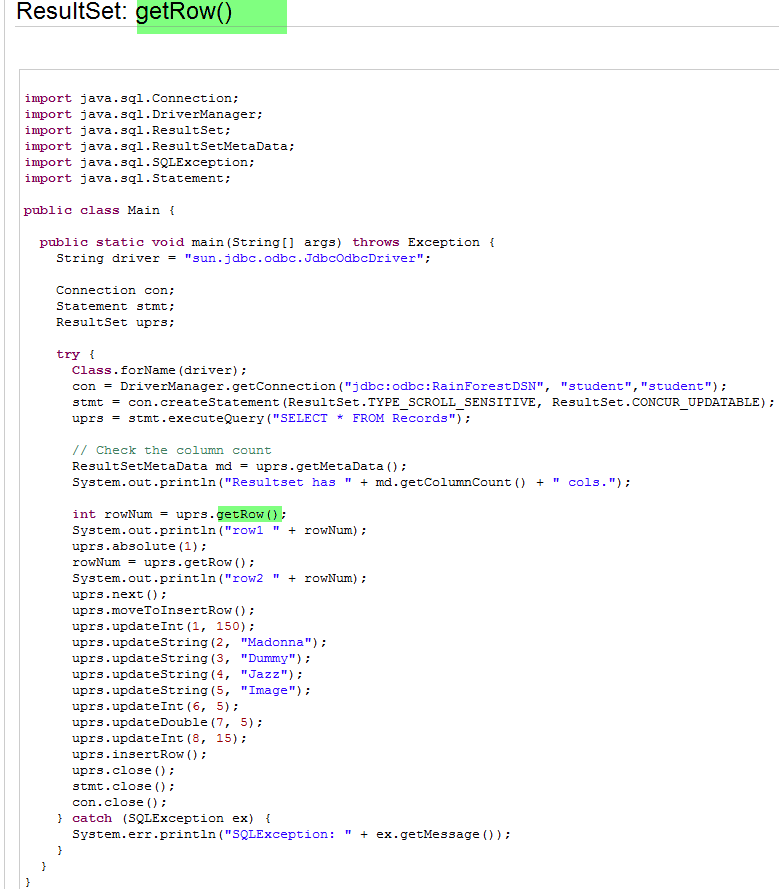 ResultSet: getRow()
import java.sql.Connection;
import java.sql.DriverManager;
import java.sql.ResultSet;
import java.sql.ResultSetMetaData;
import java.sql.SQLException;
import java.sql.Statement;
public class Main {
public static void main(String[] args) throws Exception {
String driver = "sun.jdbc.odbc.JdbcOdbcDriver";
Connection con;
Statement stmt;
ResultSet uprs;
try {
Class.forName(driver);
con = DriverManager.getConnection("jdbc:odbc:RainForestDSN", "student","student");
stmt = con.createStatement(ResultSet.TYPE_SCROLL_SENSITIVE, ResultSet.CONCUR_UPDATABLE);
uprs = stmt.executeQuery("SELECT * FROM Records");
// Check the column count
ResultSetMetaData md = uprs.getMetaData();
System.out.println("Resultset has " + md.getColumnCount() + " cols.");
int rowNum = uprs.getRow();
System.out.println("row1 " + rowNum);
uprs.absolute(1);
rowNum = uprs.getRow();
System.out.println("row2 " + rowNum);
uprs.next();
uprs.moveToInsertRow();
uprs.updateInt(1, 150);
uprs.updateString(2, "Madonna");
uprs.updateString(3, "Dummy");
uprs.updateString(4, "Jazz");
uprs.updateString(5, "Image");
uprs.updateInt(6, 5);
uprs.updateDouble(7, 5);
uprs.updateInt(8, 15);
uprs.insertRow();
uprs.close();
stmt.close();
con.close();
} catch (SQLException ex) {
System.err.println("SQLException: " + ex.getMessage());
}
}
}